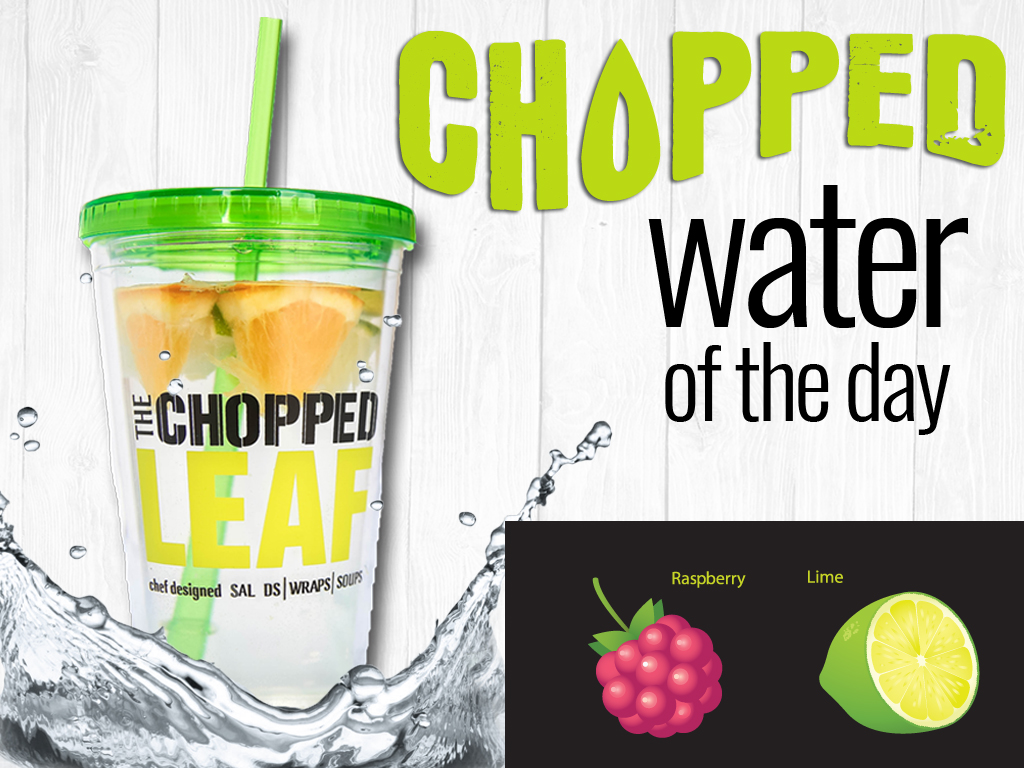 CHOPPED
water
of the day
THE CHOPPED
LEAF
chef designed SAL DS|WRAPS|SOUPS
Raspberry Lime